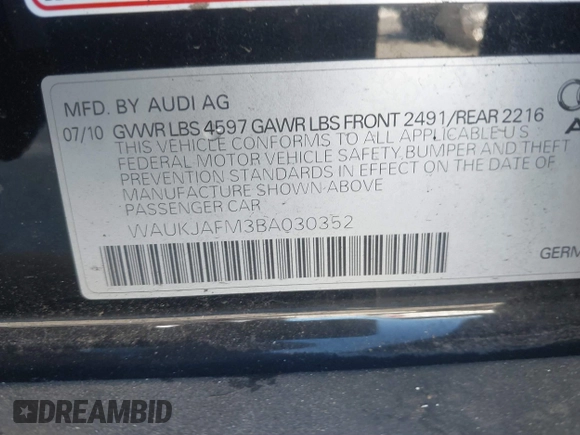 MFD. BY AUDI AG
07/10 GVWR LBS 4597 GAWR LBS FRONT 2491/REAR 2216
THIS VEHICLE CONFORMS TO ALL APPLICABLE U S
FEDERAL MOTOR VEHICLE SAFETY, BUMPER AND THEFT
PREVENTION STANDARDS IN EFFECT ON THE DATE OF
MANUFACTURE SHOWN ABOVE
PASSENGER CAR
WAUKJAFM3BA030352
GERM
DREAMBID